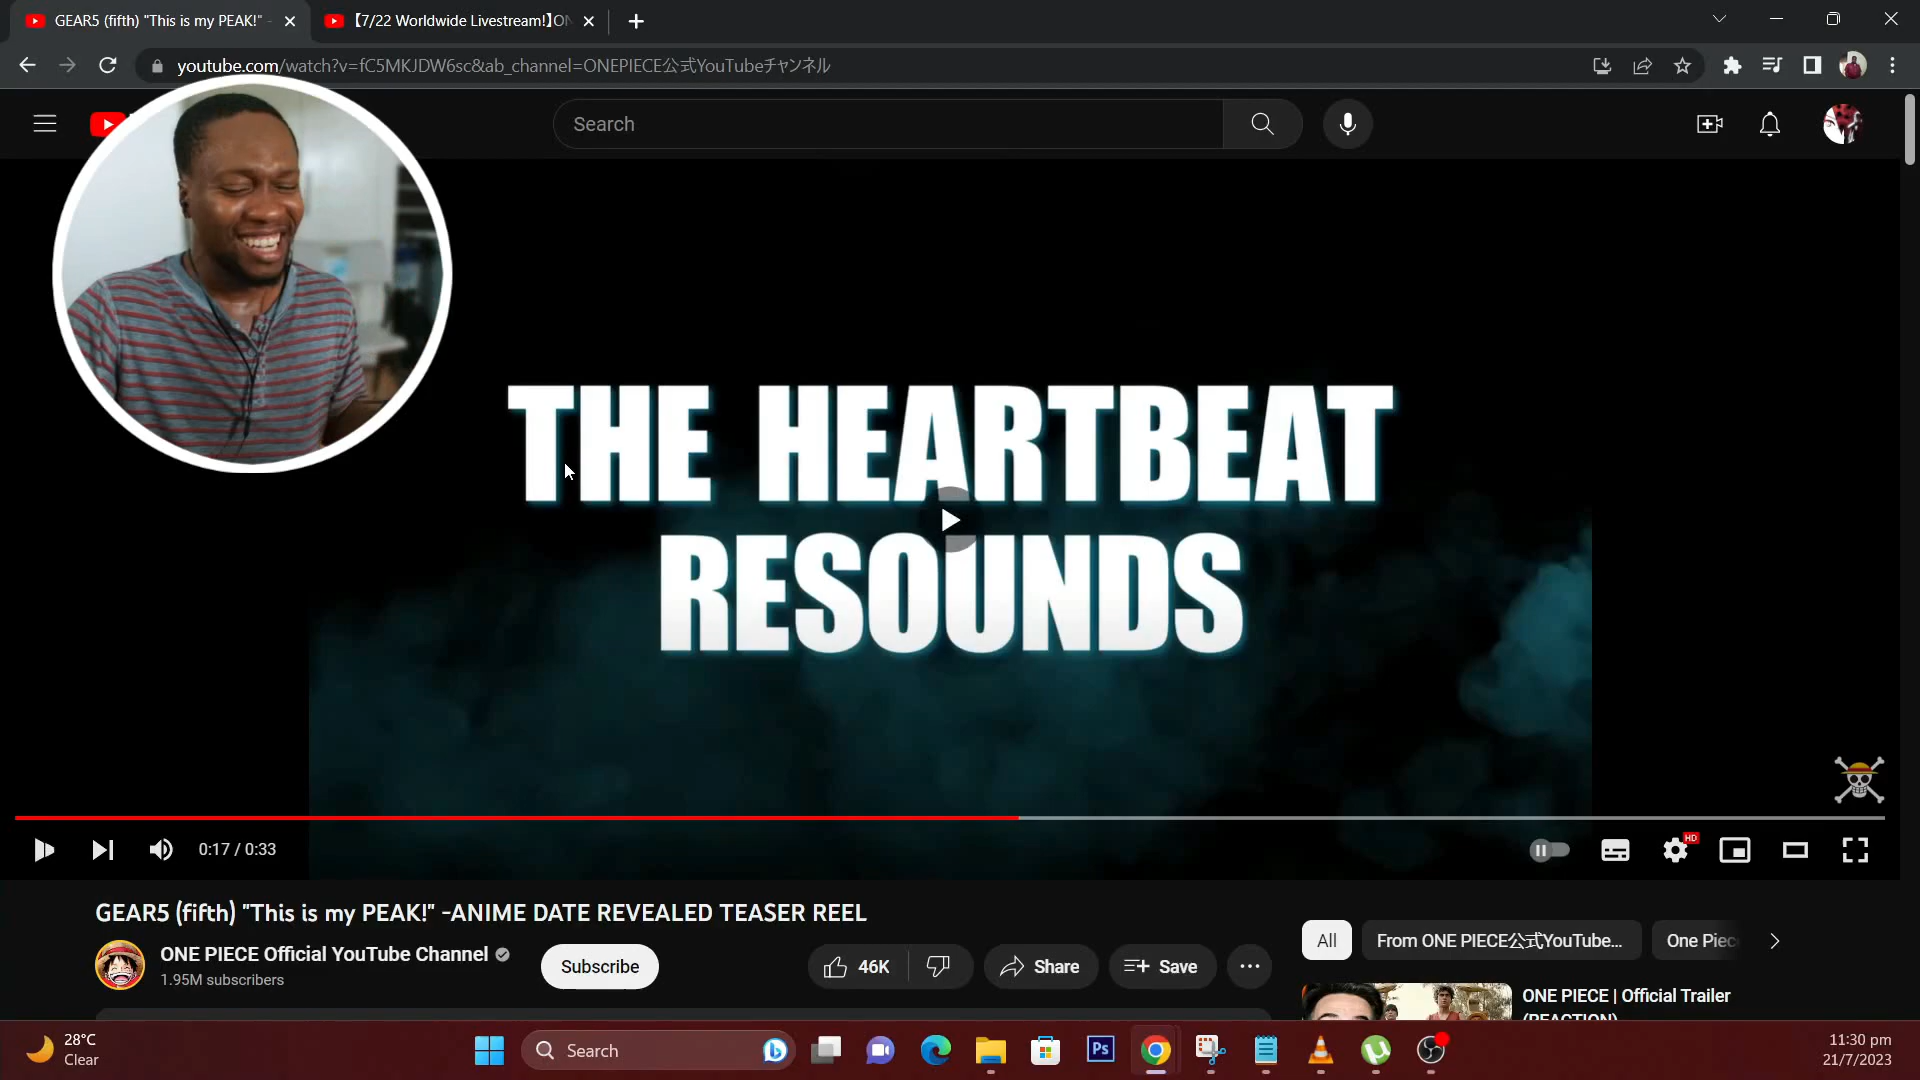 GEAR5 (fifth) "This is my PEAK!" -
【7/22 Worldwide Livestream!】ON
youtube.com/watch?v=fC5MKJDW6sc&ab_channel=ONEPIECE公式YouTubeチャンネル
Search
THE HEARTBEAT
RESOUNDS
0:17 / 0:33
HD
GEAR5 (fifth) "This is my PEAK!" -ANIME DATE REVEALED TEASER REEL
ONE PIECE Official YouTube Channel
1.95M subscribers
Subscribe
46K
Share
Save
All
From ONE PIECE公式YouTube...
One Piec
ONE PIECE | Official Trailer
(REACTION)
28°C
Clear
Search
Ps
11:30 pm
21/7/2023